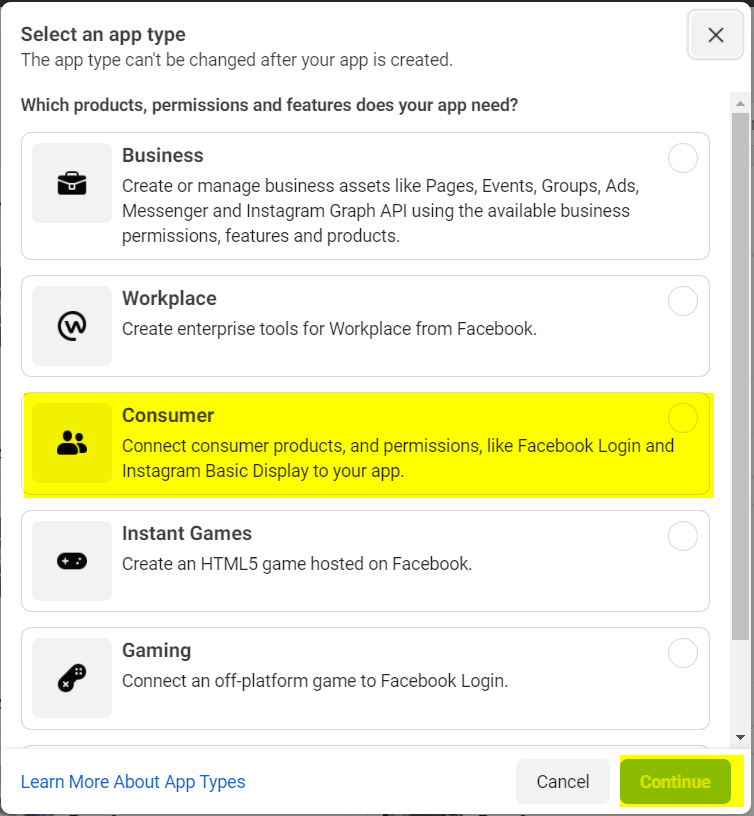 Select an app type
The app type can't be changed after your app is created.
Which products, permissions and features does your app need?
Business
Create or manage business assets like Pages, Events, Groups, Ads,
Messenger and Instagram Graph API using the available business
permissions, features and products.
Workplace
Create enterprise tools for Workplace from Facebook.
Consumer
Connect consumer products, and permissions, like Facebook Login and
Instagram Basic Display to your app.
Instant Games
Create an HTML5 game hosted on Facebook.
Gaming
Connect an off-platform game to Facebook Login.
Learn More About App Types
Cancel
Continue